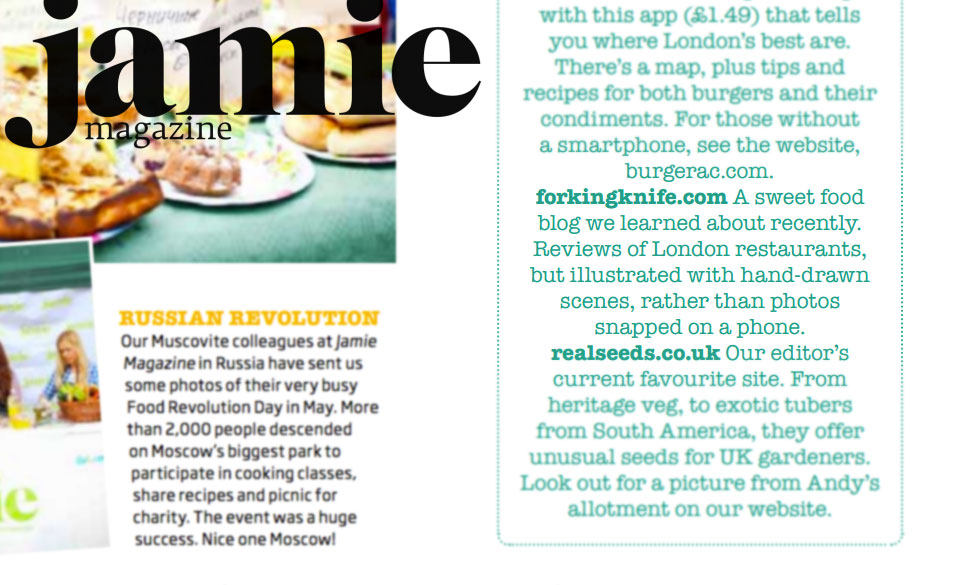 Черничные
jamie
magazine
RUSSIAN REVOLUTION
Our Muscovite colleagues at Jamie
Magazine in Russia have sent us
some photos of their very busy
Food Revolution Day in May. More
than 2,000 people descended
on Moscow's biggest park to
participate in cooking classes,
share recipes and picnic for
charity. The event was a huge
success. Nice one Moscow!
with this app (£1.49) that tells
you where London's best are.
There's a map, plus tips and
recipes for both burgers and their
condiments. For those without
a smartphone, see the website,
burgerac.com.
forkingknife.com A sweet food
blog we learned about recently.
Reviews of London restaurants,
but illustrated with hand-drawn
scenes, rather than photos
snapped on a phone.
realseeds.co.uk Our editor's
current favourite site. From
heritage veg, to exotic tubers
from South America, they offer
unusual seeds for UK gardeners.
Look out for a picture from Andy's
allotment on our website.